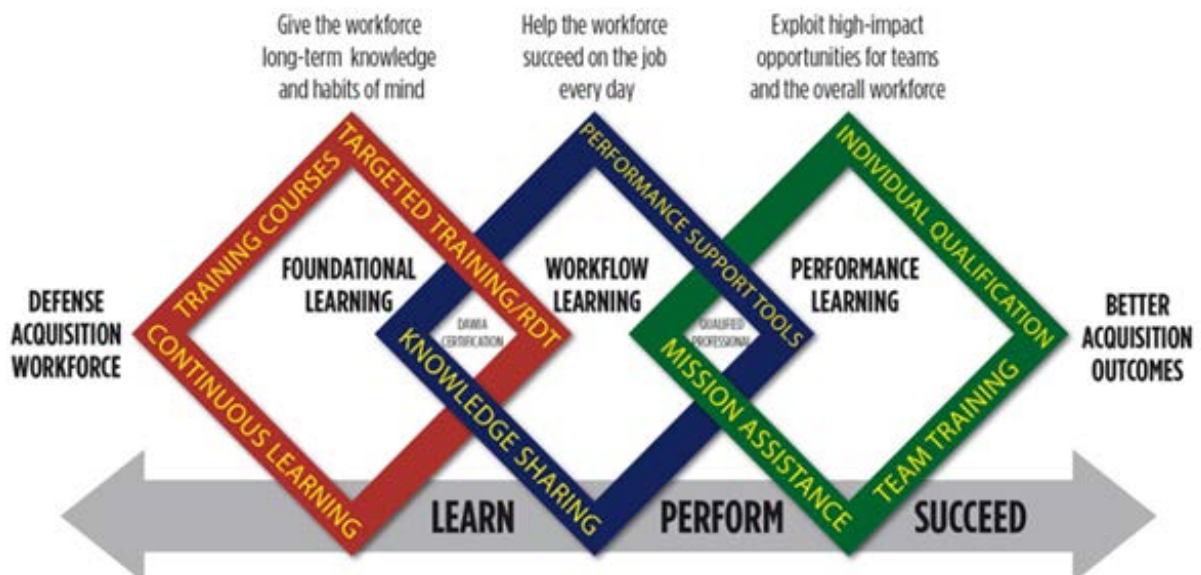 Give the workforce
long-term knowledge
and habits of mind
Help the workforce
succeed on the job
every day
Exploit high-impact
opportunities for teams
and the overall workforce
DEFENSE
ACQUISITION
WORKFORCE
TRAINING COURSES
TARGETED TRAINING/RDT
CONTINUOUS LEARNING
FOUNDATIONAL
LEARNING
DAWIA
CERTIFICATION
PERFORMANCE SUPPORT TOOLS
KNOWLEDGE SHARING
WORKFLOW
LEARNING
QUALIFIED
PROFESSIONAL
INDIVIDUAL QUALIFICATION
MISSION ASSISTANCE
TEAM TRAINING
PERFORMANCE
LEARNING
BETTER
ACQUISITION
OUTCOMES
LEARN
PERFORM
SUCCEED